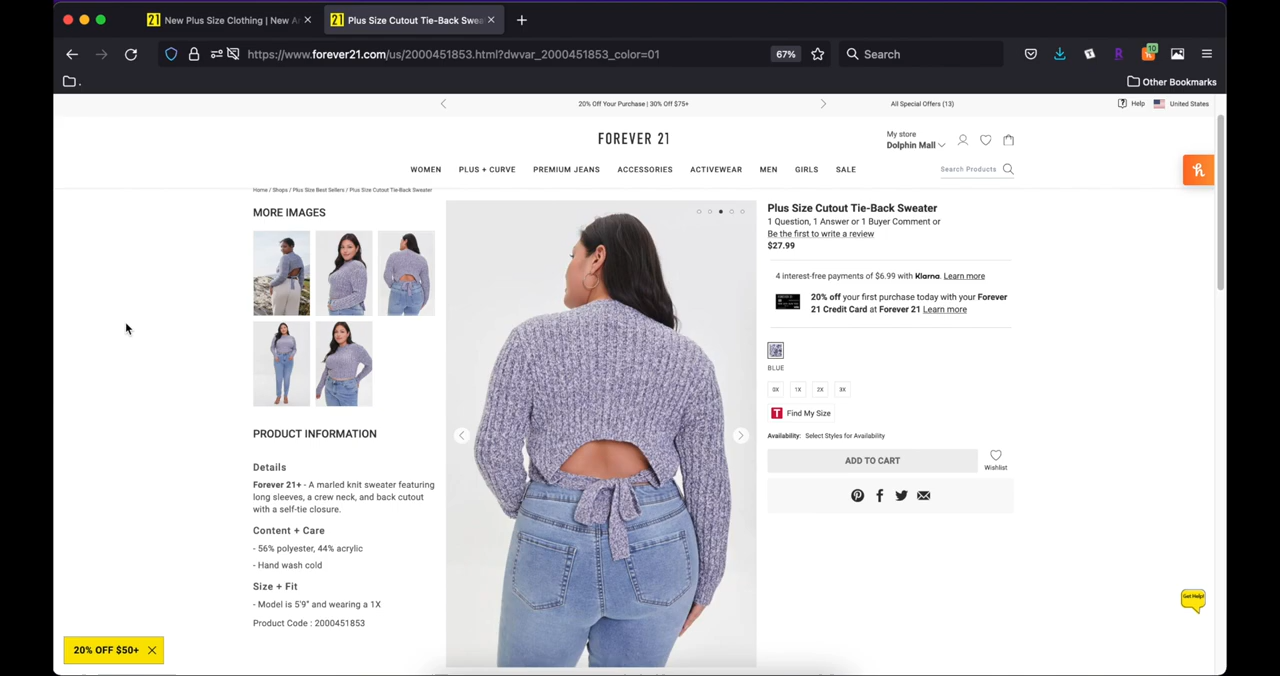 21 New Plus Size Clothing | New A
21 Plus Size Cutout Tie-Back Swea
https://www.forever21.com/us/2000451853.html?dwvar_2000451853_color=01
67%
Search
10
.
Other Bookmarks
20% Off Your Purchase | 30% Off $75+
All Special Offers (13)
Help
United States
FOREVER 21
My store
Dolphin Mall
WOMEN PLUS + CURVE PREMIUM JEANS ACCESSORIES ACTIVEWEAR MEN GIRLS SALE
Search Products
Home / Shops / Plus Size Best Sellers / Plus Size Cutout Tie-Back Sweater
MORE IMAGES
PRODUCT INFORMATION
Details
Forever 21+ - A marled knit sweater featuring
long sleeves, a crew neck, and back cutout
with a self-tie closure.
Content + Care
- 56% polyester, 44% acrylic
- Hand wash cold
Size + Fit
- Model is 5'9" and wearing a 1X
Product Code : 2000451853
Plus Size Cutout Tie-Back Sweater
1 Question, 1 Answer or 1 Buyer Comment or
Be the first to write a review
$27.99
4 interest-free payments of $6.99 with Klarna. Learn more
20% off your first purchase today with your Forever
21 Credit Card at Forever 21 Learn more
BLUE
0X 1X 2X 3X
T Find My Size
Availability: Select Styles for Availability
ADD TO CART
Wishlist
Get Help!
20% OFF $50+